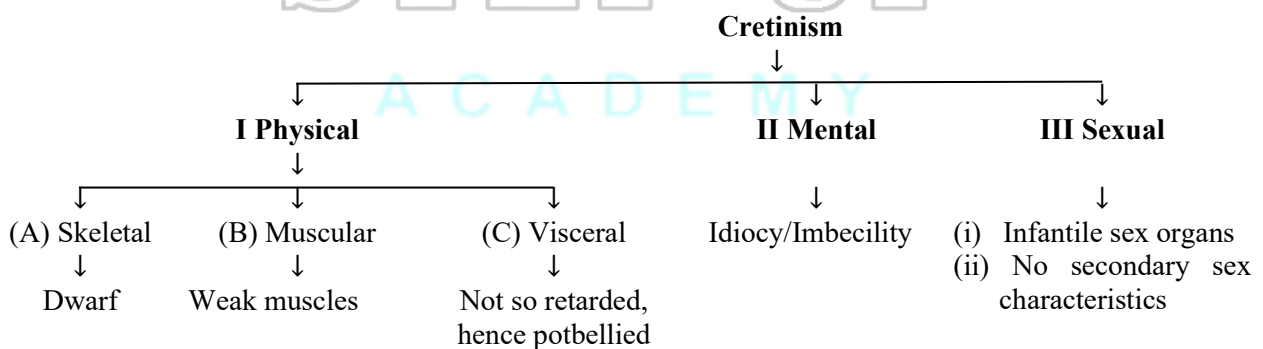 Cretinism
ACADEMY
I Physical II Mental III Sexual
(A) Skeletal (B) Muscular (C) Visceral Idiocy/Imbecility (i) Infantile sex organs
(ii) No secondary sex
characteristics
Dwarf Weak muscles Not so retarded,
hence potbellied